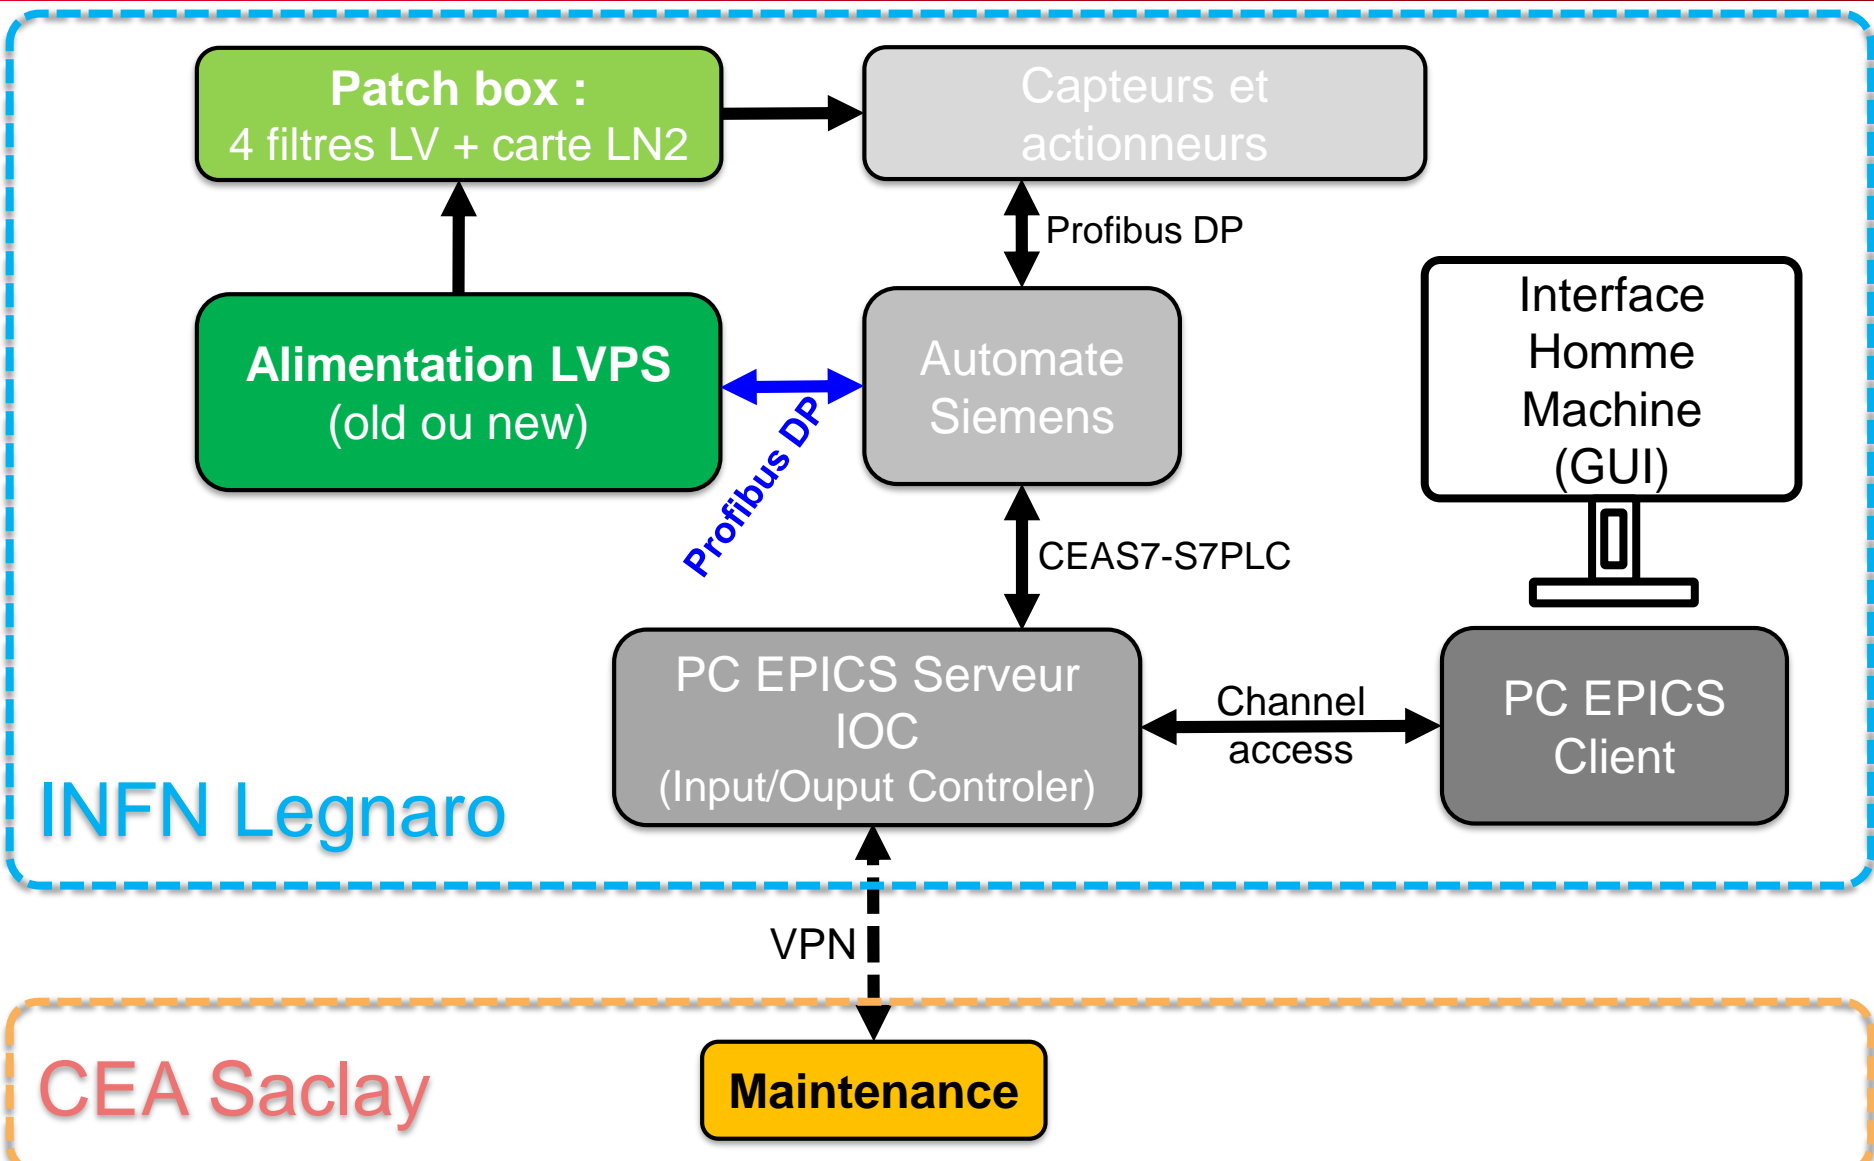 Patch box :
4 filtres LV + carte LN2
Capteurs et
actionneurs
Profibus DP
Alimentation LVPS
(old ou new)
Profibus DP
Automate
Siemens
Interface
Homme
Machine
(GUI)
CEAS7-S7PLC
PC EPICS Serveur
IOC
(Input/Ouput Controler)
Channel
access
PC EPICS
Client
INFN Legnaro
VPN
CEA Saclay
Maintenance